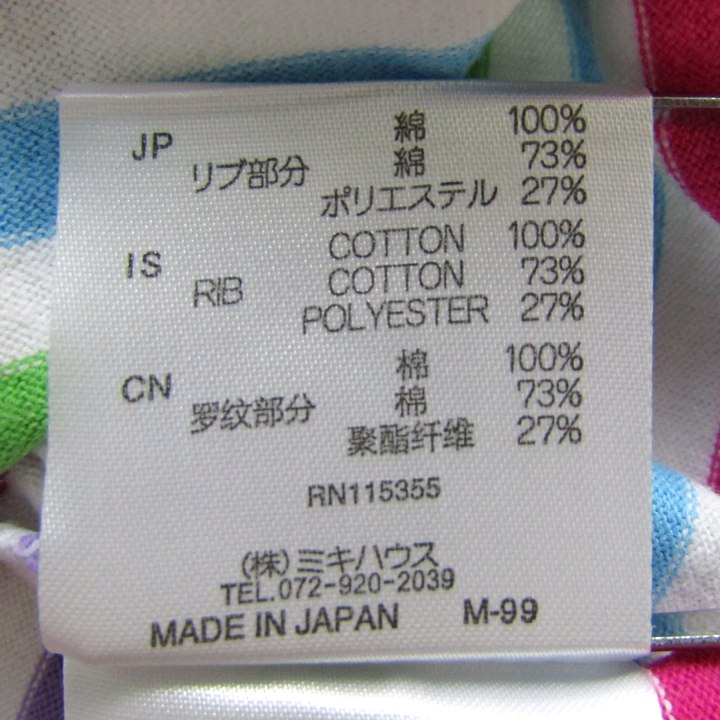 JP 綿 100%
リブ部分 綿 73%
ポリエステル 27%
IS COTTON 100%
RIB COTTON 73%
POLYESTER 27%
CN 棉 100%
罗纹部分 棉 73%
聚酯纤维 27%
RN115355
(株)ミキハウス
TEL.072-920-2039
MADE IN JAPAN M-99